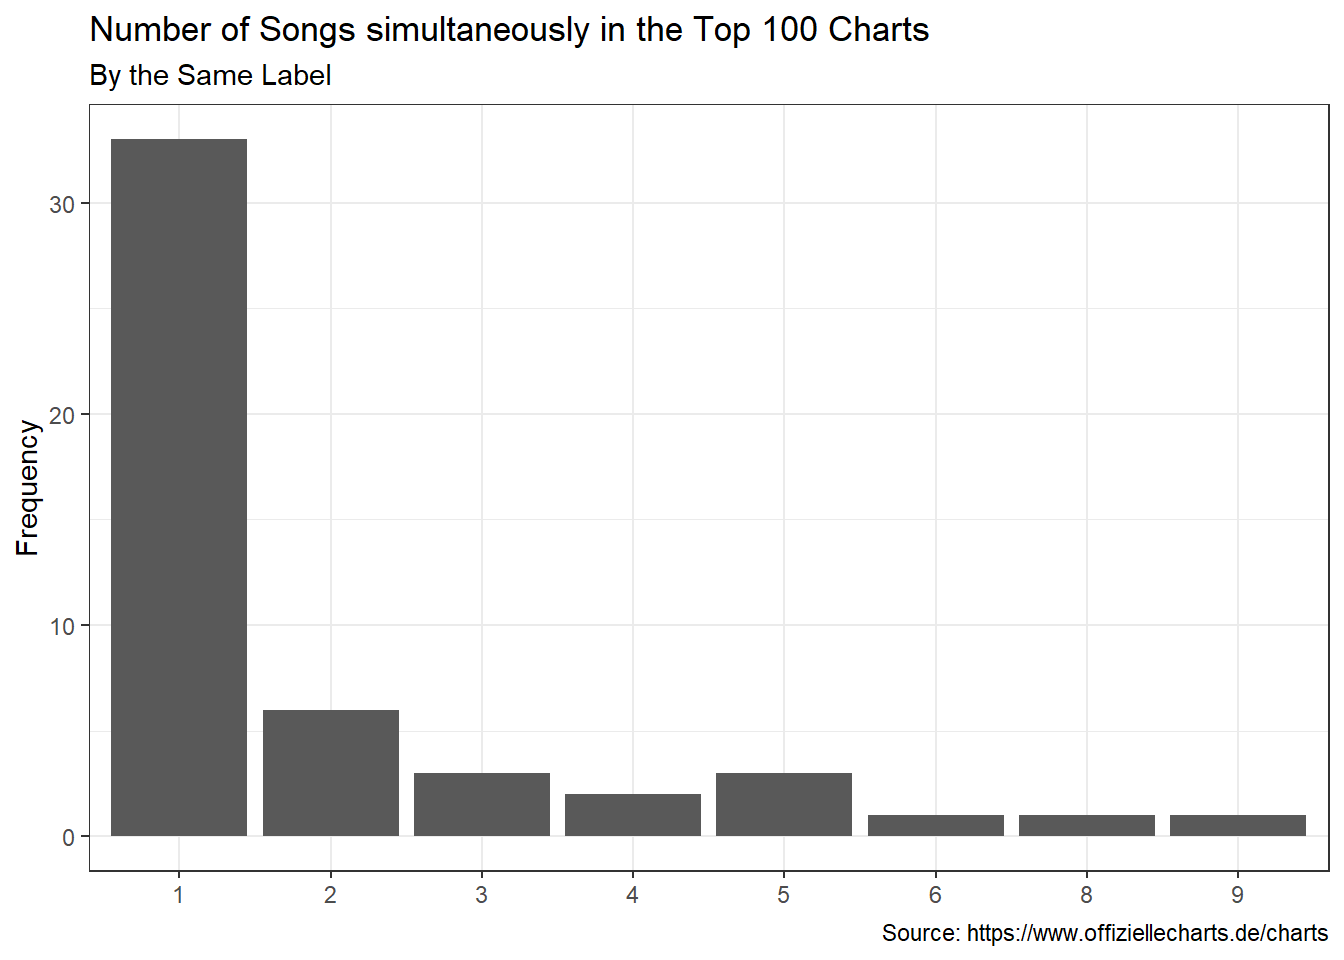 Number of Songs simultaneously in the Top 100 Charts
By the Same Label
Frequency
30
20
10
0
1 2 3 4 5 6 8 9
Source: https://www.offiziellecharts.de/charts